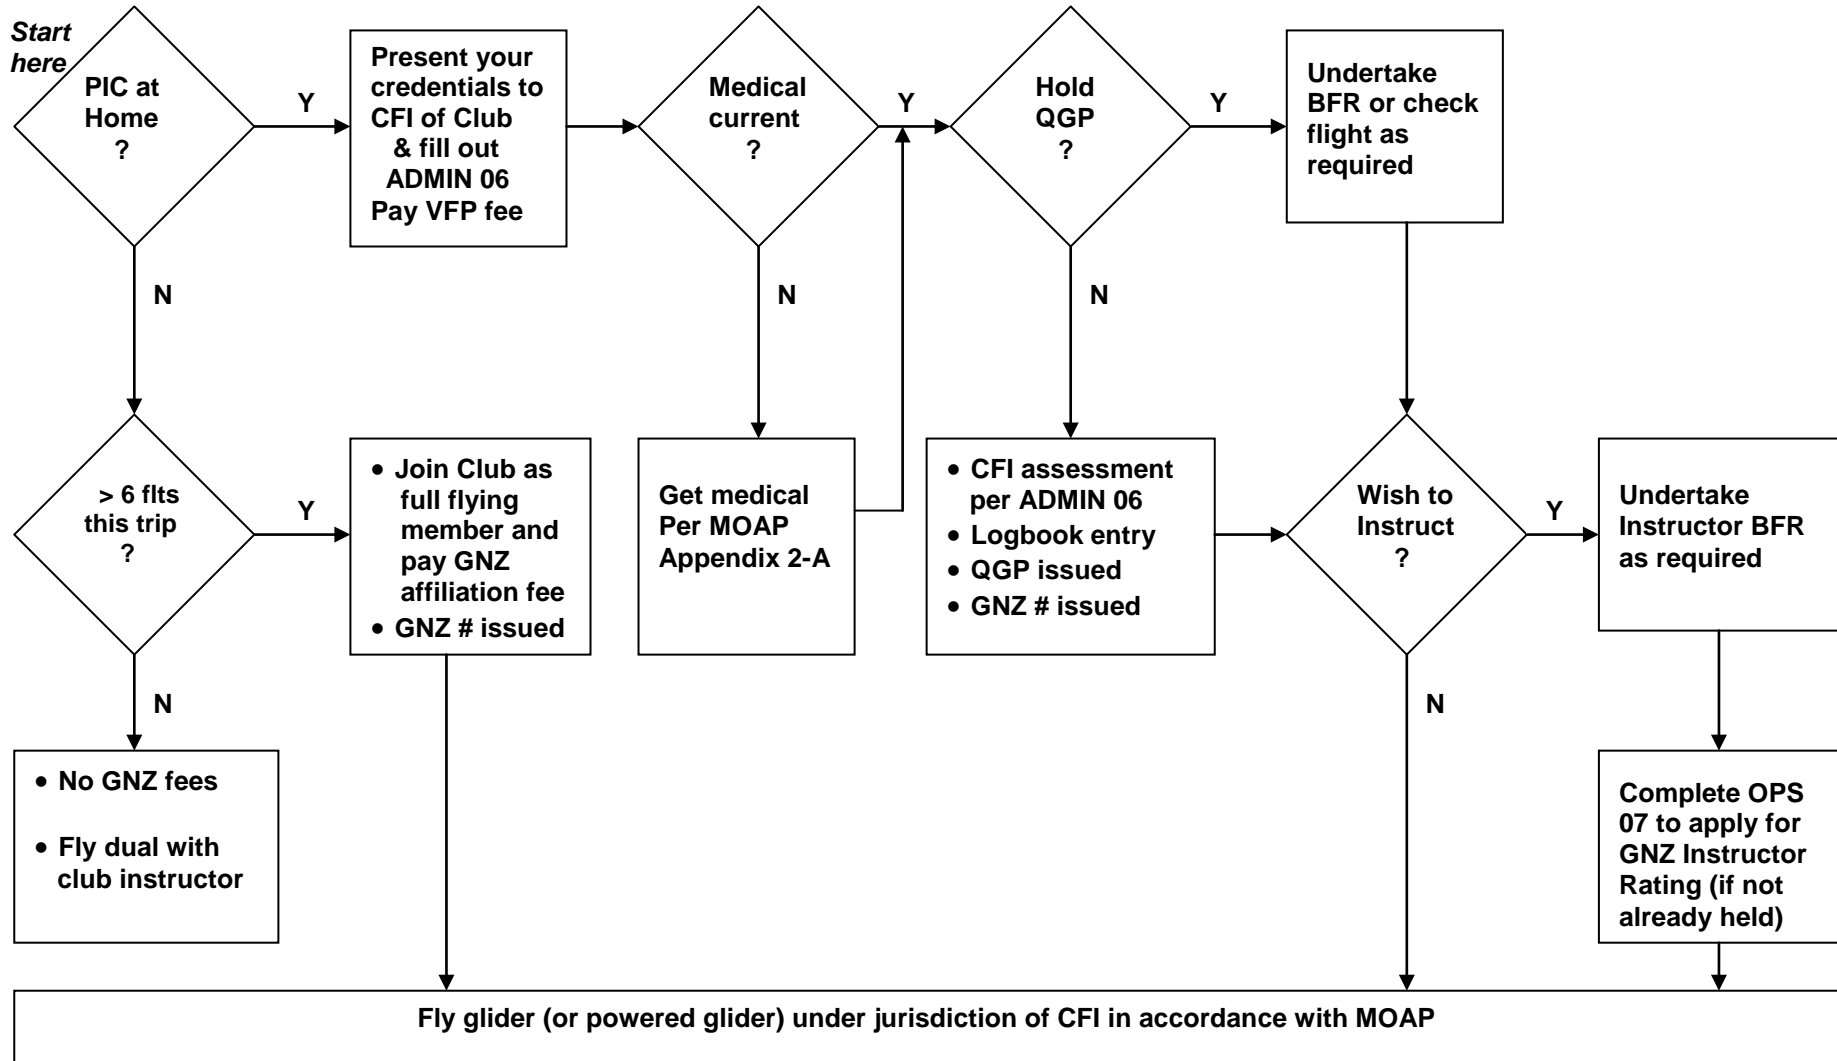 Start
here
PIC at
Home
?
Y
Present your
credentials to
CFI of Club
& fill out
ADMIN 06
Pay VFP fee
Medical
current
?
Y
Hold
QGP
?
Y
Undertake
BFR or check
flight as
required
N
N
N
> 6 flts
this trip
?
Y
• Join Club as
full flying
member and
pay GNZ
affiliation fee
• GNZ # issued
Get medical
Per MOAP
Appendix 2-A
• CFI assessment
per ADMIN 06
• Logbook entry
• QGP issued
• GNZ # issued
Wish to
Instruct
?
Y
Undertake
Instructor BFR
as required
N
N
• No GNZ fees
• Fly dual with
club instructor
Complete OPS
07 to apply for
GNZ Instructor
Rating (if not
already held)
Fly glider (or powered glider) under jurisdiction of CFI in accordance with MOAP